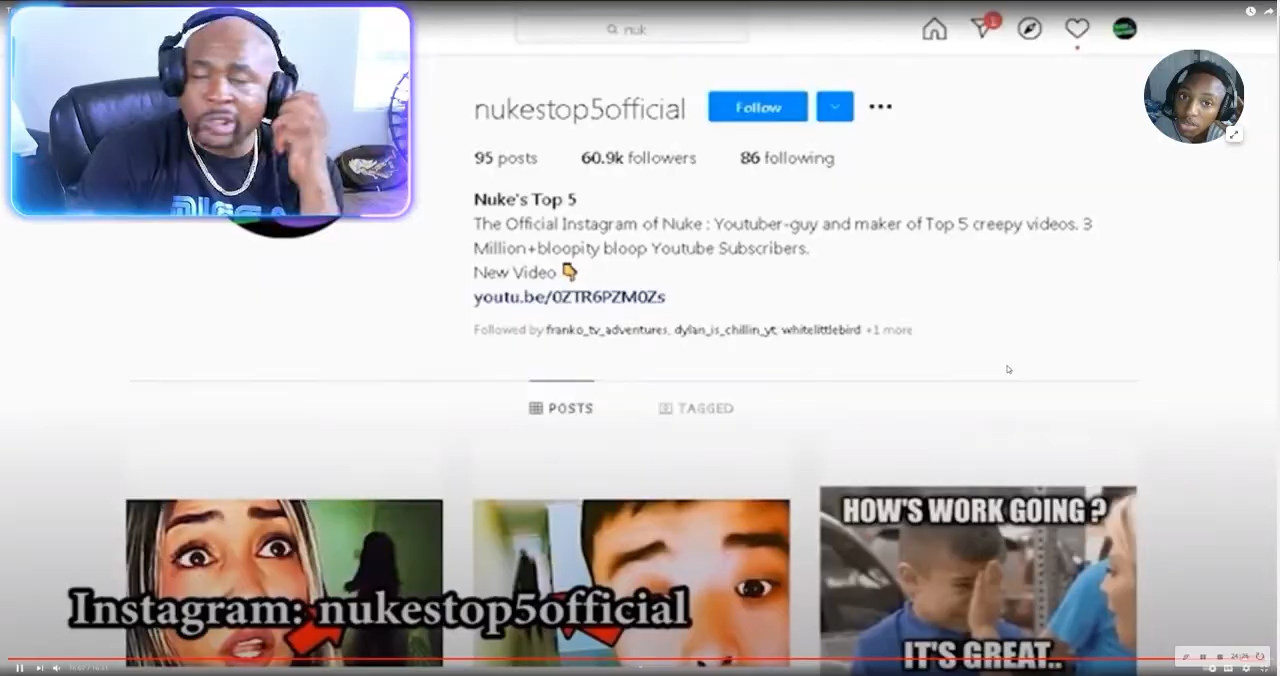 nuk
1
nukestop5official
Follow
95 posts 60.9k followers 86 following
Nuke's Top 5
The Official Instagram of Nuke : Youtuber-guy and maker of Top 5 creepy videos. 3
Million+bloopity bloop Youtube Subscribers.
New Video
youtu.be/0ZTR6PZM0Zs
Followed by franko_tv_adventures, dylan_is_chillin_yt, whitelittlebird +1 more
POSTS TAGGED
HOW'S WORK GOING ?
Instagram: nukestop5official
IT'S GREAT..